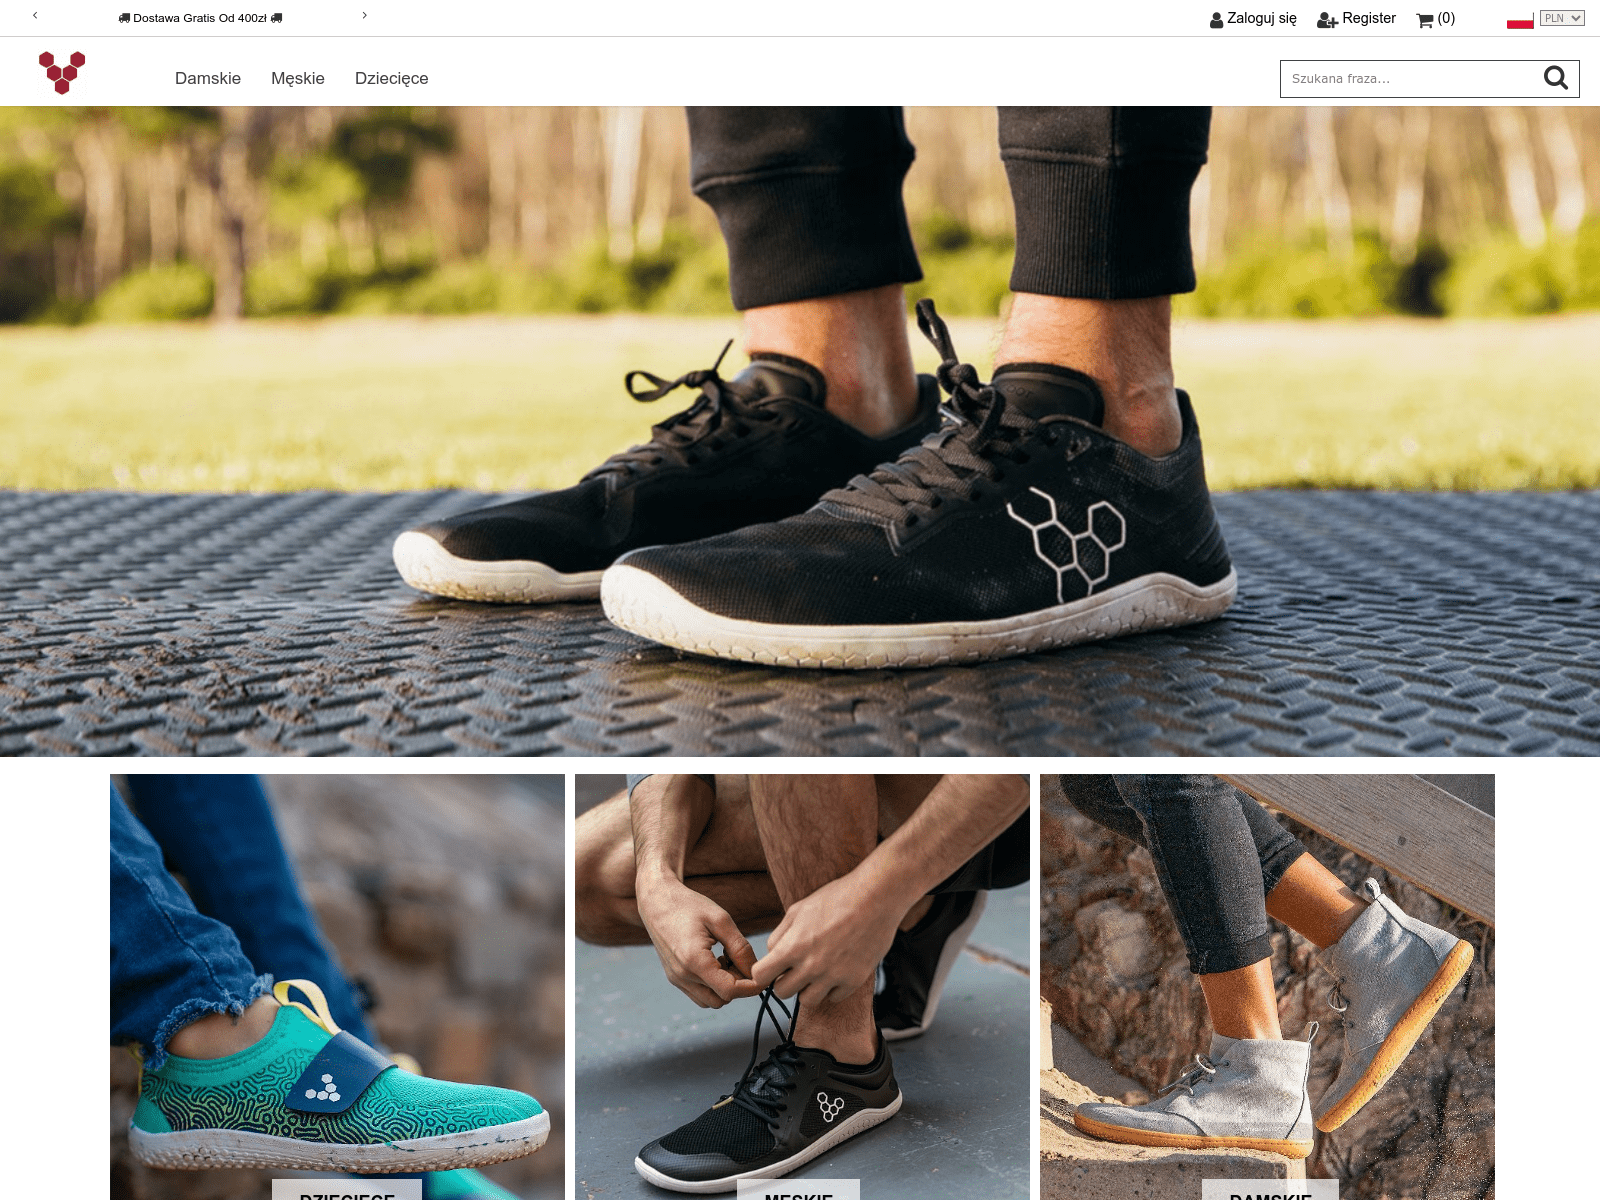 ‹ Dostawa Gratis Od 400zł ›
Zaloguj się Register (0) PLN
Damskie Męskie Dziecięce
Szukana fraza...
DZIECIĘCE MĘSKIE DAMSKIE